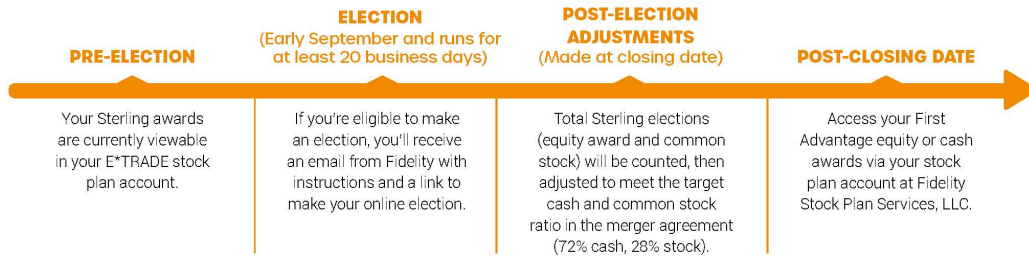 PRE-ELECTION
Your Sterling awards
are currently viewable
in your E*TRADE stock
plan account.
ELECTION
(Early September and runs for
at least 20 business days)
If you're eligible to make
an election, you'll receive
an email from Fidelity with
instructions and a link to
make your online election.
POST-ELECTION
ADJUSTMENTS
(Made at closing date)
Total Sterling elections
(equity award and common
stock) will be counted, then
adjusted to meet the target
cash and common stock
ratio in the merger agreement
(72% cash, 28% stock).
POST-CLOSING DATE
Access your First
Advantage equity or cash
awards via your stock
plan account at Fidelity
Stock Plan Services, LLC.